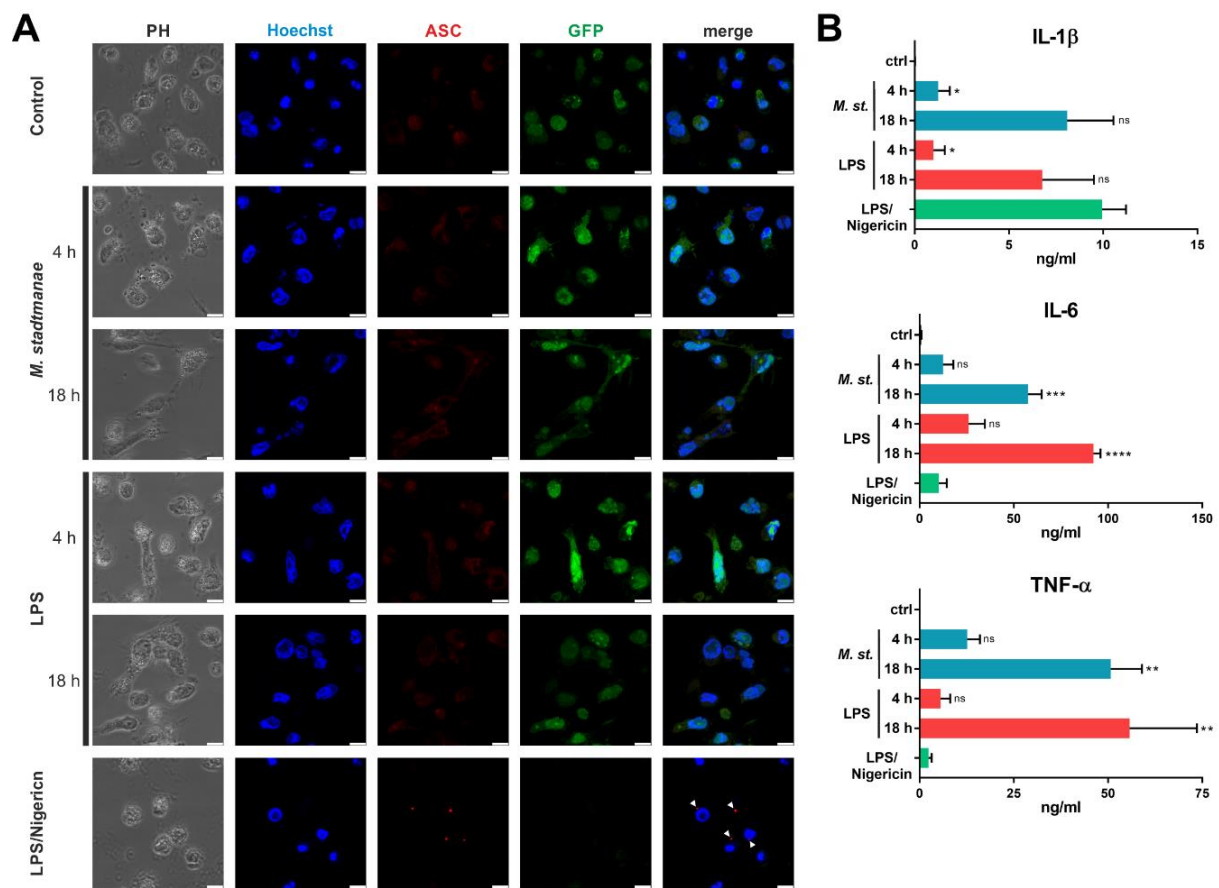 A
PH Hoechst ASC GFP merge
Control
M. stadtmanae
4 h
18 h
LPS
4 h
18 h
LPS/Nigericn
B
IL-1β
ctrl
M. st.
4 h *
18 h ns
LPS
4 h *
18 h ns
LPS/
Nigericin
0 5 10 15
ng/ml
IL-6
ctrl
M. st.
4 h ns
18 h ***
LPS
4 h ns
18 h ****
LPS/
Nigericin
0 50 100 150
ng/ml
TNF-α
ctrl
M. st.
4 h ns
18 h **
LPS
4 h ns
18 h **
LPS/
Nigericin
0 25 50 75
ng/ml